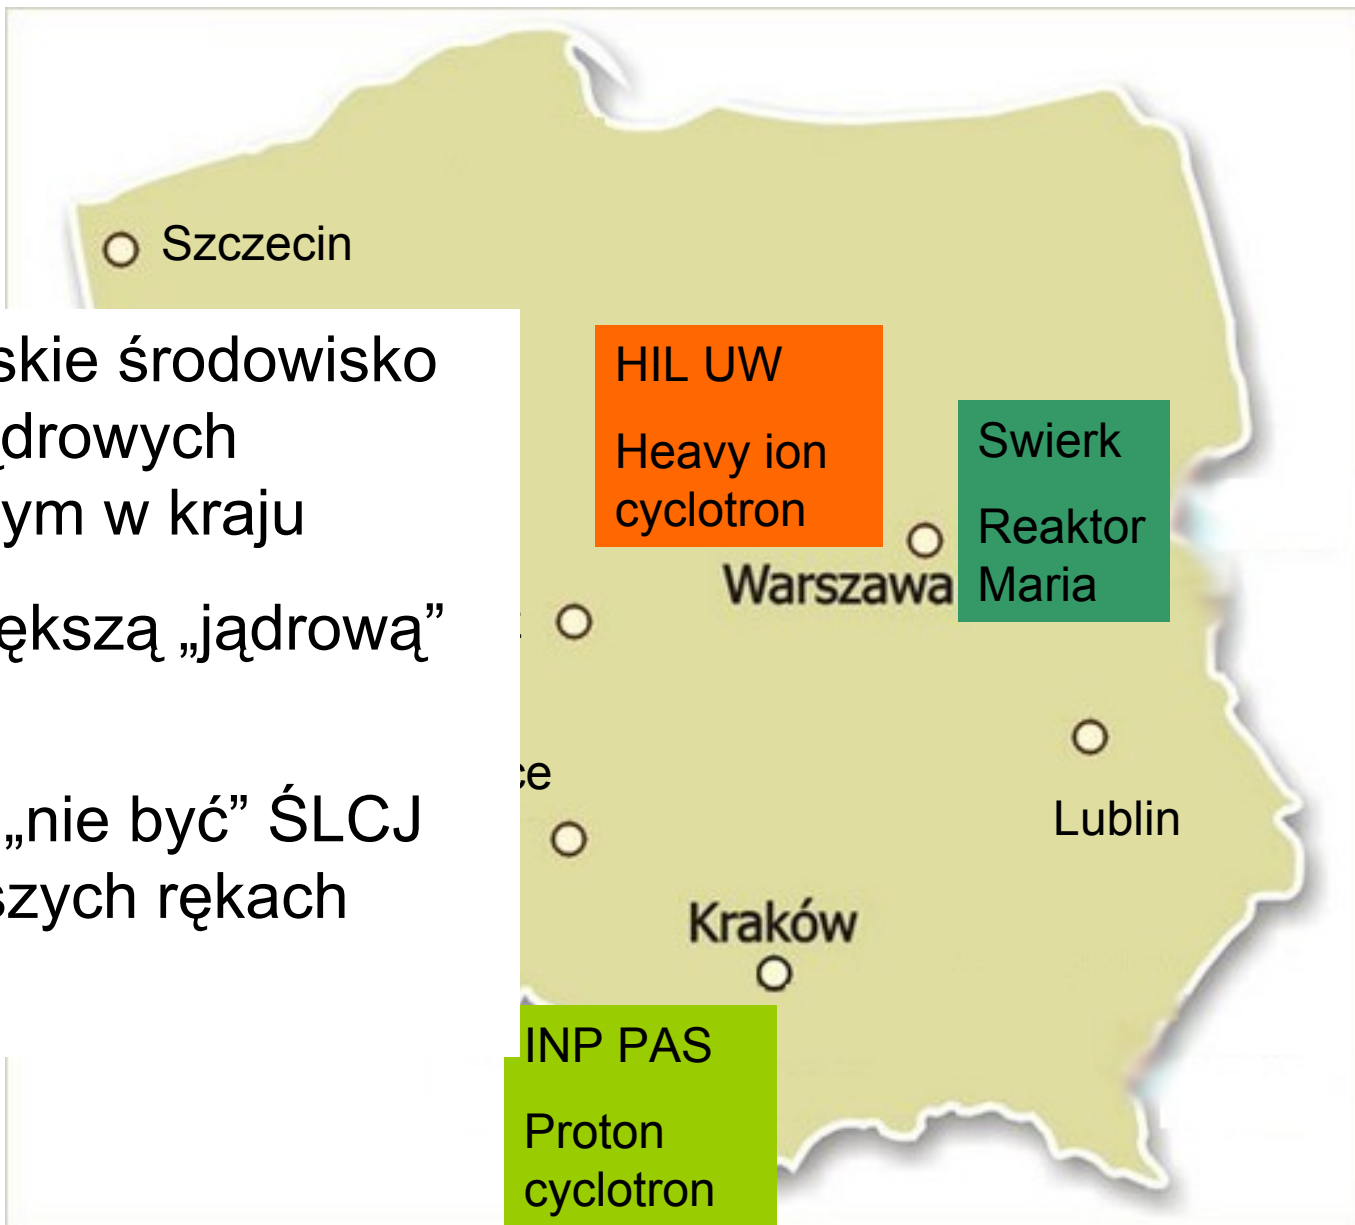 Szczecin
skie środowisko
ądrowych
ym w kraju
ększą „jądrową”
„nie być” ŚLCJ
szych rękach
HIL UW
Heavy ion
cyclotron
Swierk
Reaktor
Maria
Warszawa
ce
Lublin
Kraków
INP PAS
Proton
cyclotron